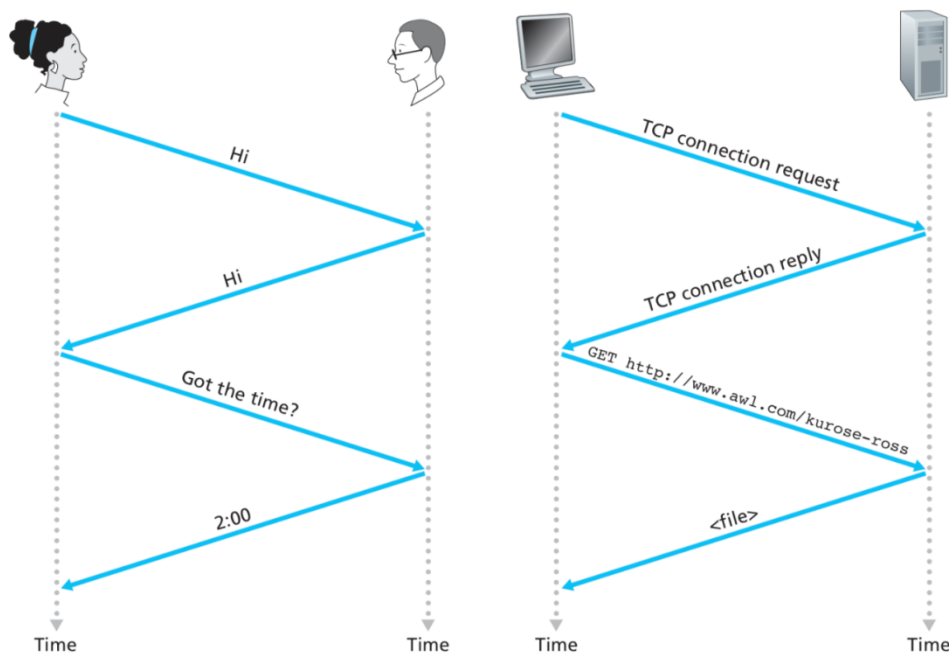 Hi
Hi
Got the time?
2:00
Time
Time
TCP connection request
TCP connection reply
GET http://www.awl.com/kurose-ross
<file>
Time
Time